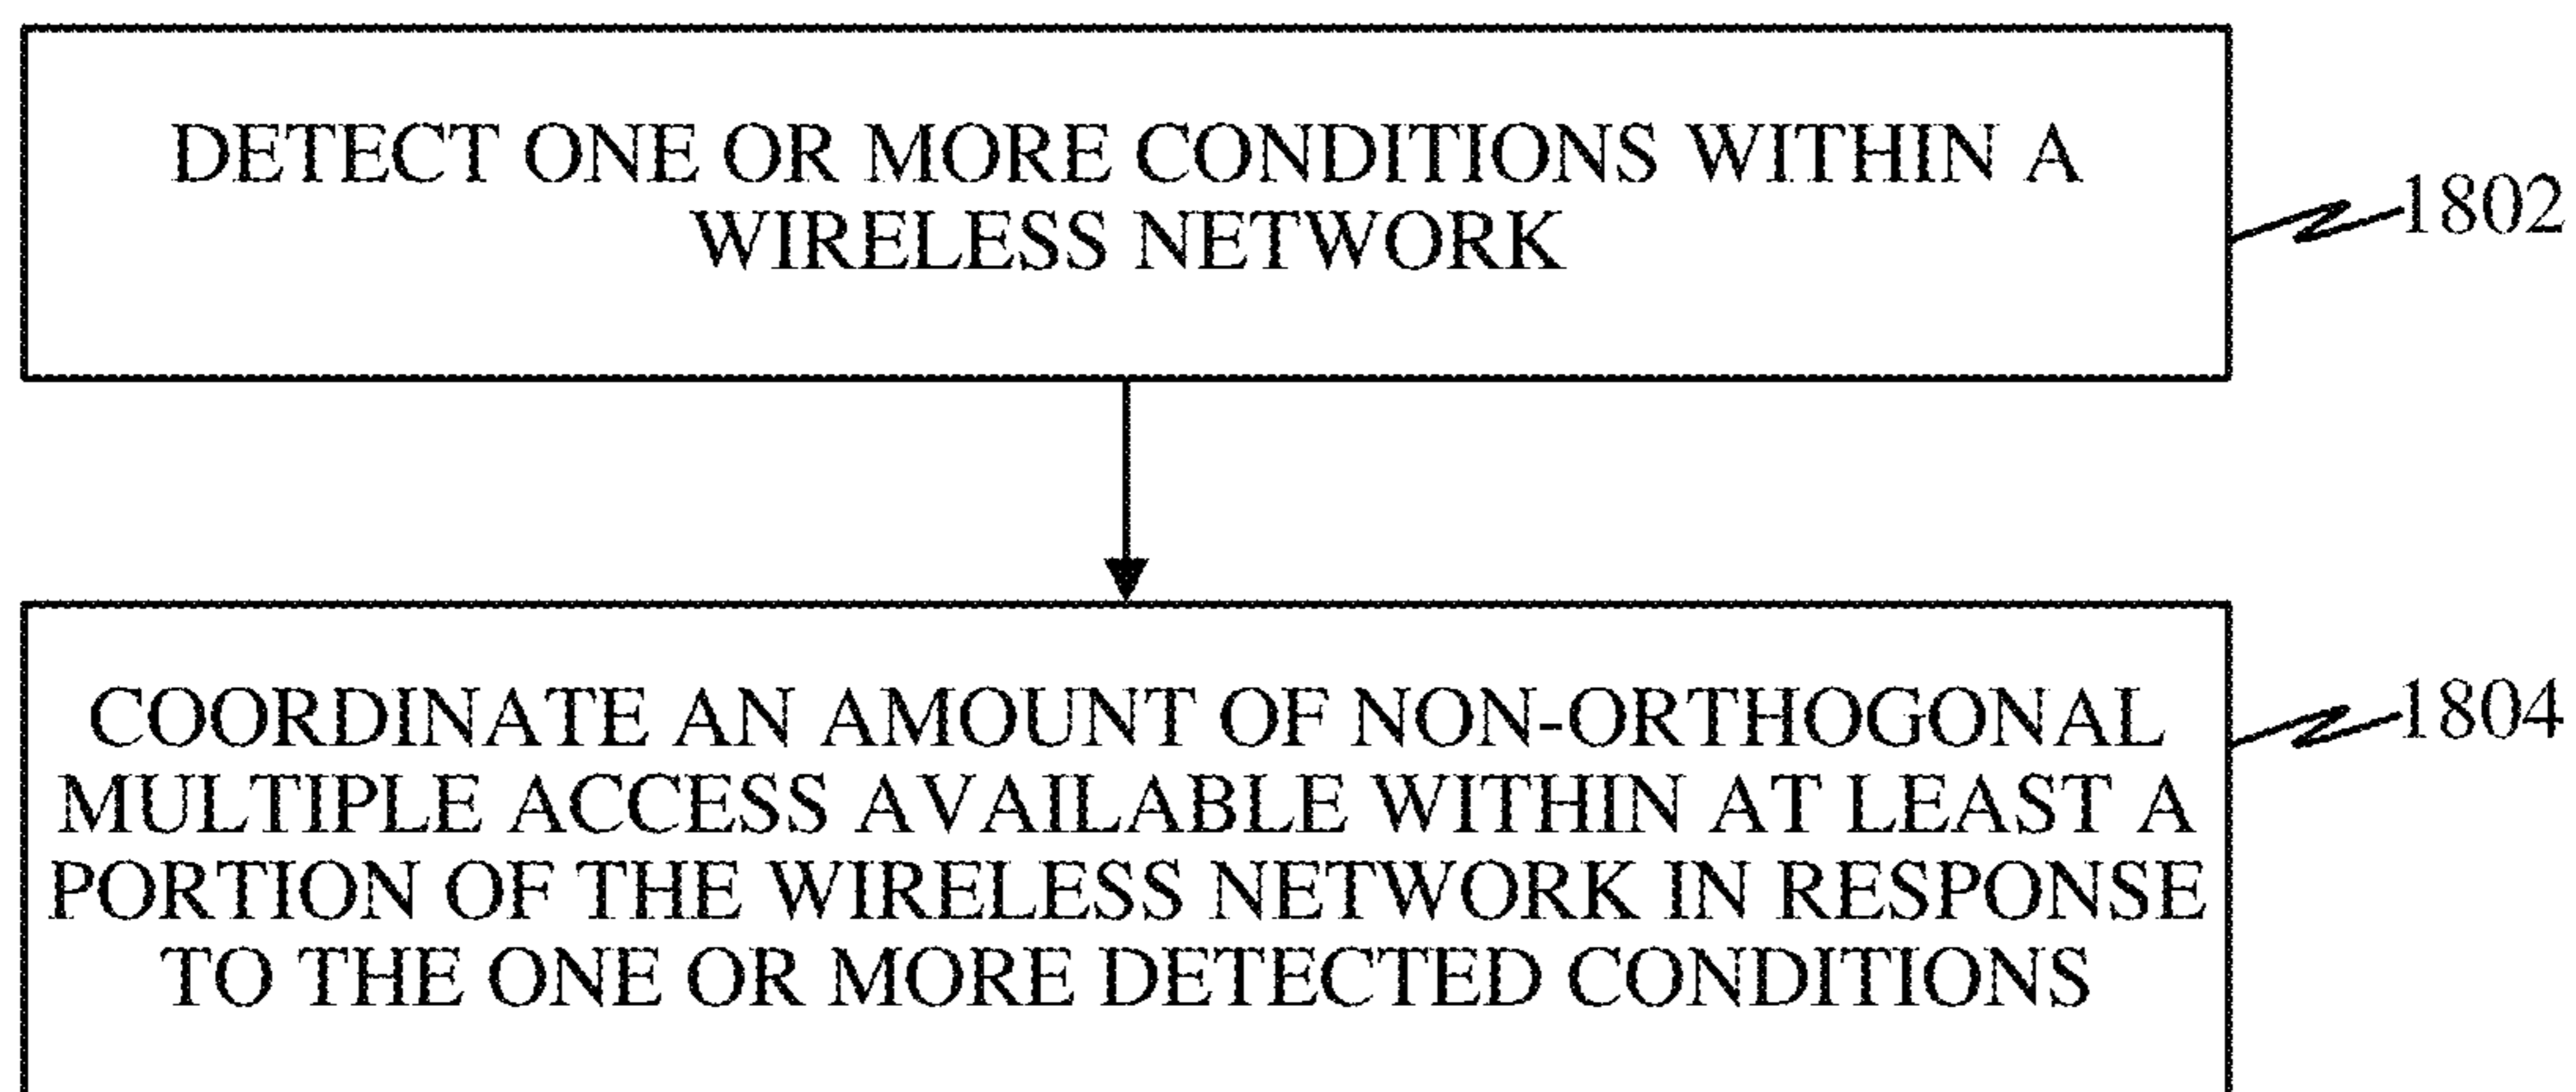 DETECT ONE OR MORE CONDITIONS WITHIN A
WIRELESS NETWORK
1802
COORDINATE AN AMOUNT OF NON-ORTHOGONAL
MULTIPLE ACCESS AVAILABLE WITHIN AT LEAST A
PORTION OF THE WIRELESS NETWORK IN RESPONSE
TO THE ONE OR MORE DETECTED CONDITIONS
1804